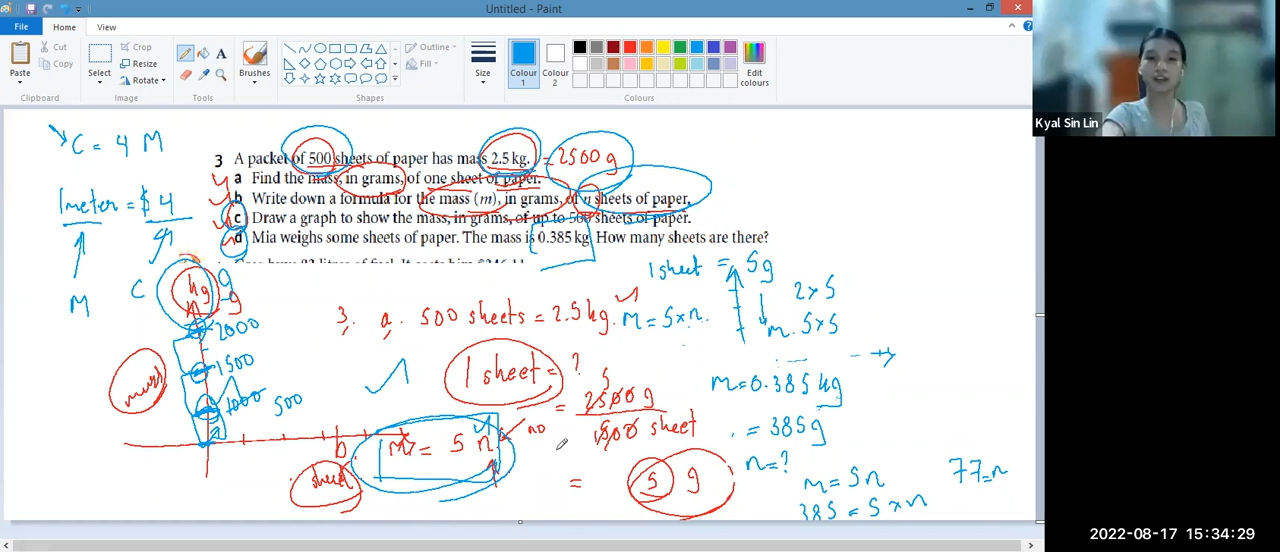 Untitled - Paint
File
Home
View
Paste
Cut
Copy
Clipboard
Select
Crop
Resize
Rotate
Image
Tools
Brushes
Shapes
Outline
Fill
Size
Colour 1
Colour 2
Edit colours
Colours
Kyal Sin Lin
C = 4 M
3 A packet of 500 sheets of paper has mass 2.5 kg. = 2500 g
a Find the mass, in grams, of one sheet of paper.
b Write down a formula for the mass (m), in grams, of n sheets of paper.
c Draw a graph to show the mass, in grams, of up to 500 sheets of paper.
d Mia weighs some sheets of paper. The mass is 0.385 kg. How many sheets are there?
1 meter = $ 4
M
C
kg
g
g
2000
1500
1000 500
mass
sheet
3. a. 500 sheets = 2.5 kg.
1 sheet = ?
5
= 2500 g
500 sheet
= 5 g
b
m = 5 n
no
1 sheet = 5g
2 x 5
m. 5 x 5
M = 5 x n.
m = 0.385 kg
= 385 g
n = ?
m = 5n
385 = 5 x n
77 = n
2022-08-17 15:34:29